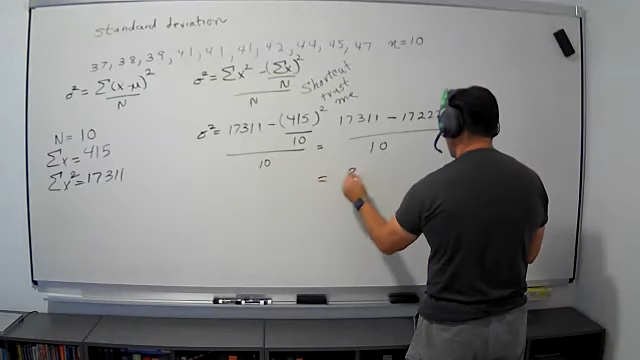 Standard deviation
37, 38, 39, 41, 41, 41, 42, 44, 45, 47 n=10
σ² = Σ(x-μ)² / N
σ² = Σx² - (Σx)² / N / N
Shortcut
trust
me
N = 10
Σx = 415
Σx² = 17311
σ² = 17311 - (415)² / 10 / 10 = 17311 - 1722 / 10
=